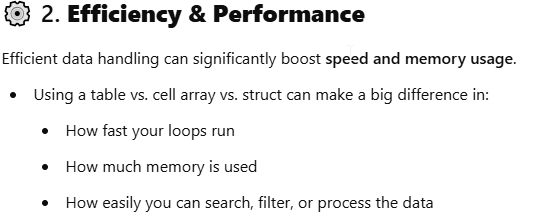 2. Efficiency & Performance
Efficient data handling can significantly boost speed and memory usage.
• Using a table vs. cell array vs. struct can make a big difference in:
• How fast your loops run
• How much memory is used
• How easily you can search, filter, or process the data